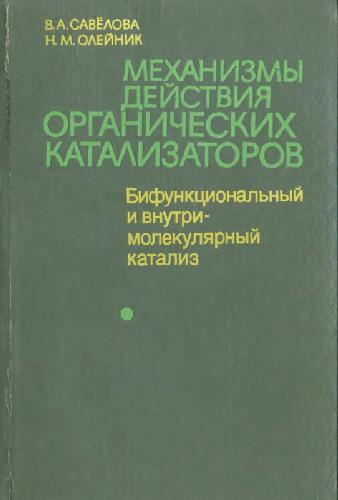 В. А. САВЁЛОВА
Н. М. ОЛЕЙНИК
МЕХАНИЗМЫ
ДЕЙСТВИЯ
ОРГАНИЧЕСКИХ
КАТАЛИЗАТОРОВ
Бифункциональный
и внутри-
молекулярный
катализ